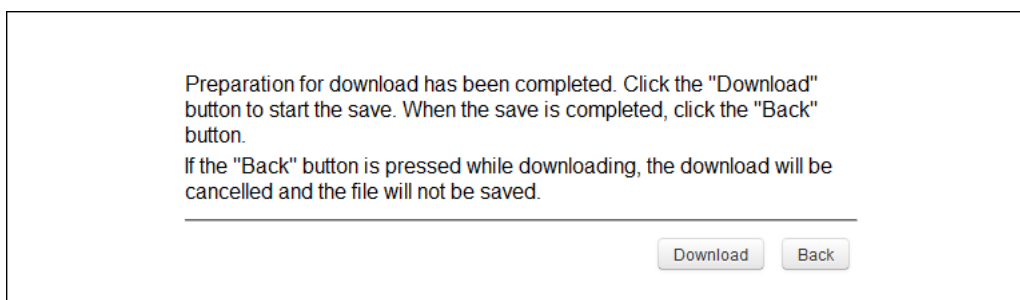 Preparation for download has been completed. Click the "Download"
button to start the save. When the save is completed, click the "Back"
button.
If the "Back" button is pressed while downloading, the download will be
cancelled and the file will not be saved.
Download Back